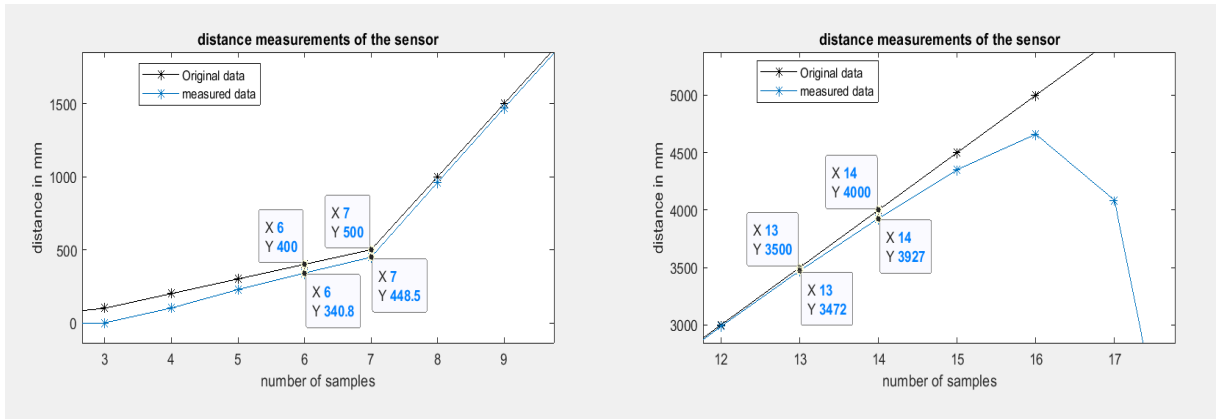 distance measurements of the sensor
Original data
measured data
1500
1000
500
0
distance in mm
X 6
Y 400
X 7
Y 500
X 6
Y 340.8
X 7
Y 448.5
3 4 5 6 7 8 9
number of samples
distance measurements of the sensor
Original data
measured data
5000
4500
4000
3500
3000
distance in mm
X 14
Y 4000
X 13
Y 3500
X 14
Y 3927
X 13
Y 3472
12 13 14 15 16 17
number of samples